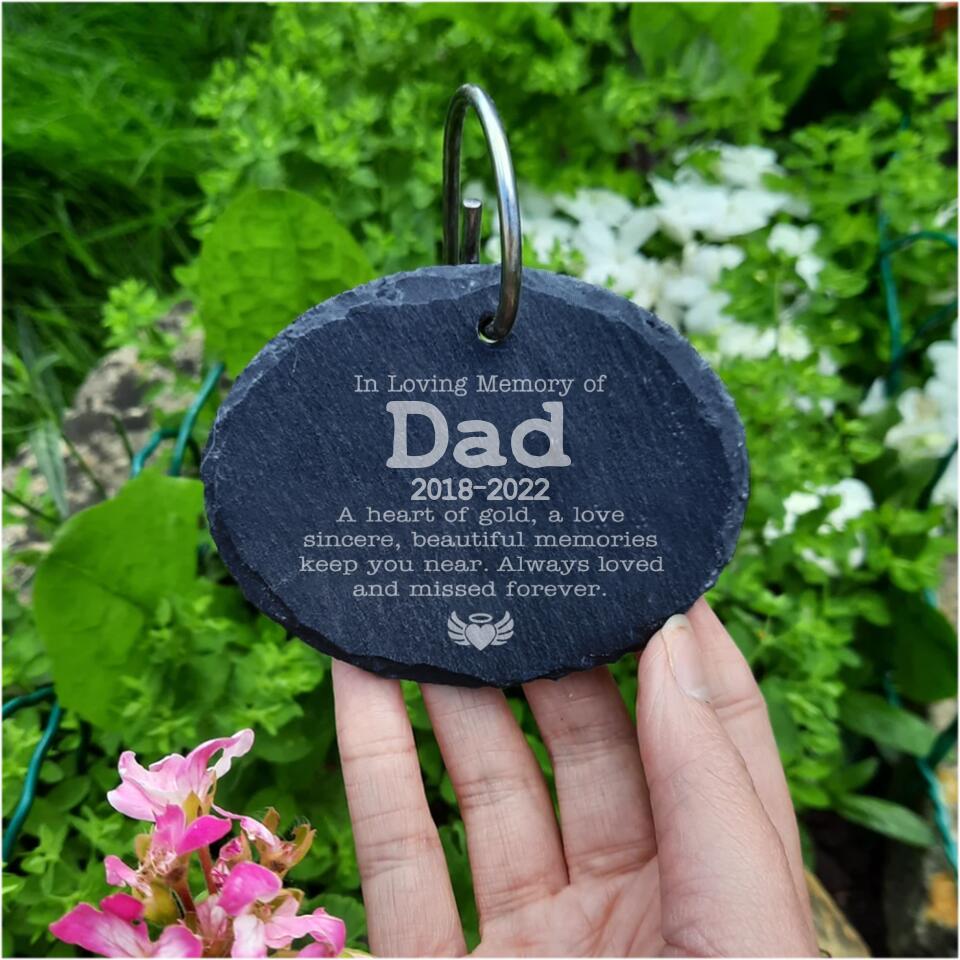 In Loving Memory of
Dad
2018-2022
A heart of gold, a love
sincere, beautiful memories
keep you near. Always loved
and missed forever.